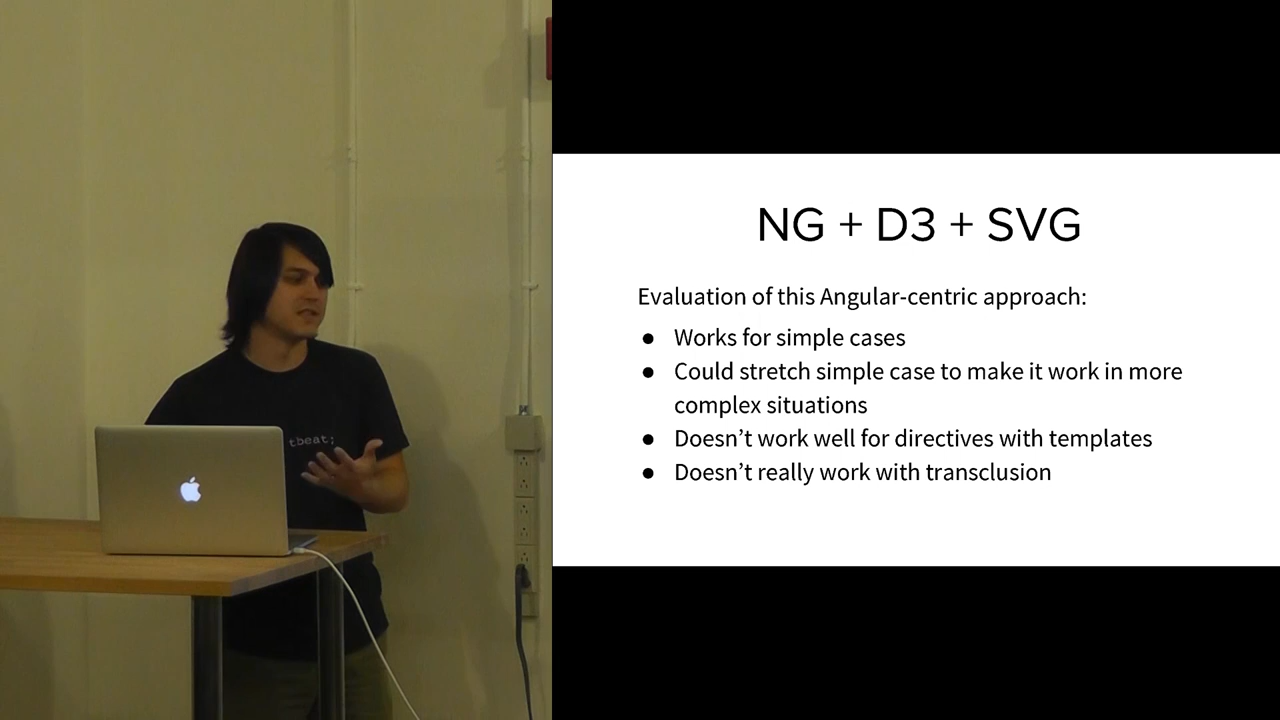 NG + D3 + SVG
Evaluation of this Angular-centric approach:
● Works for simple cases
● Could stretch simple case to make it work in more
complex situations
● Doesn’t work well for directives with templates
● Doesn’t really work with transclusion
tbeat;